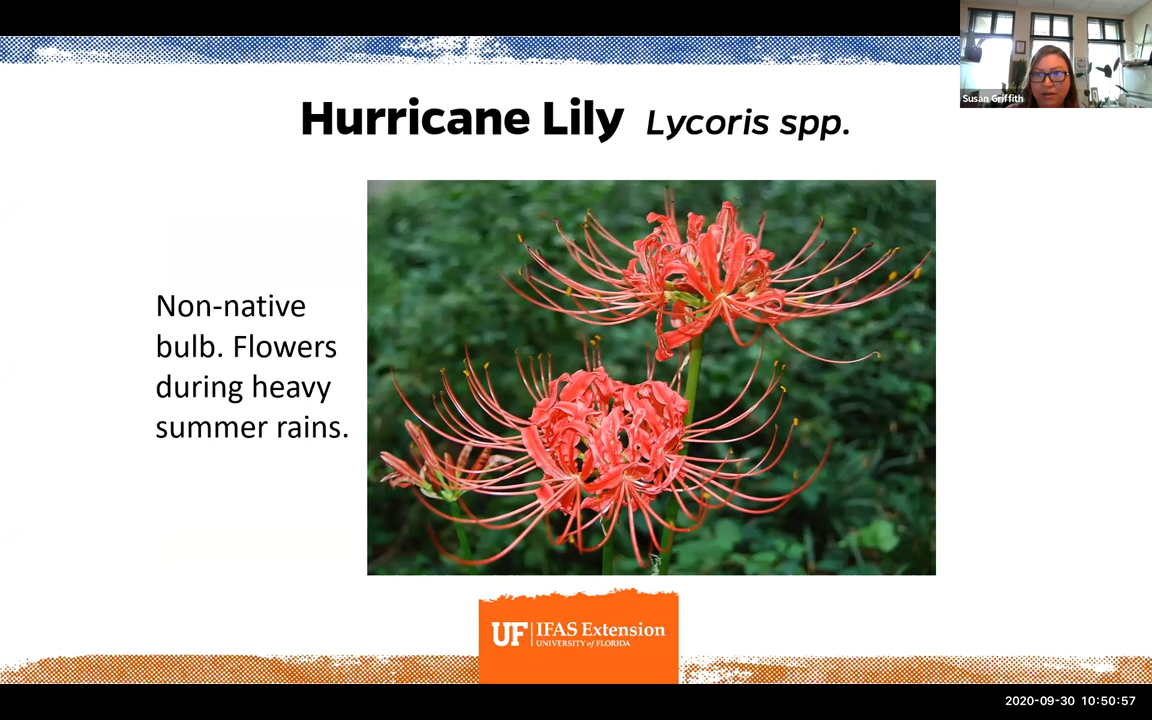 Susan Griffith
Hurricane Lily Lycoris spp.
Non-native
bulb. Flowers
during heavy
summer rains.
UF IFAS Extension
UNIVERSITY of FLORIDA
2020-09-30 10:50:57